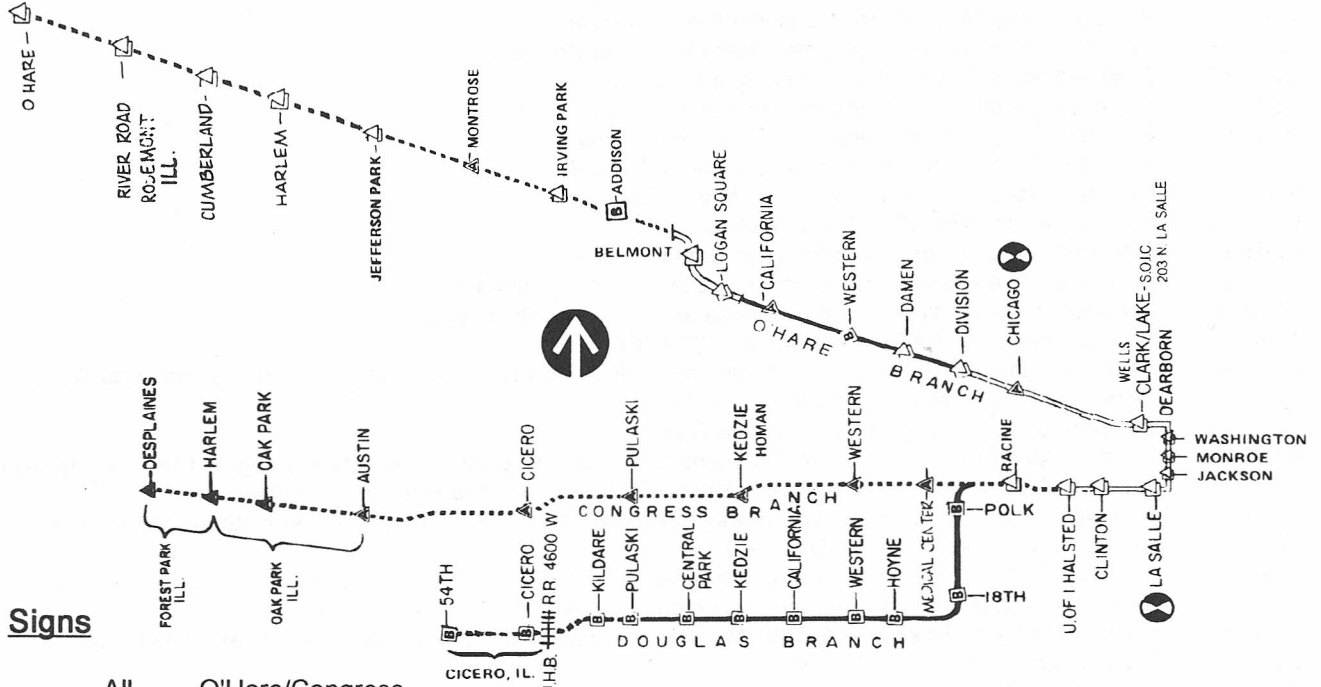 O HARE
RIVER ROAD
ROSEMONT
ILL.
CUMBERLAND
HARLEM
JEFFERSON PARK
MONTROSE
IRVING PARK
B ADDISON
BELMONT
LOGAN SQUARE
CALIFORNIA
B WESTERN
DAMEN
DIVISION
CHICAGO
O'HARE
BRANCH
WELLS
CLARK/LAKE - S.O.I.C
203 N. LA SALLE
DEARBORN
WASHINGTON
MONROE
JACKSON
DESPLAINES
HARLEM
OAK PARK
AUSTIN
CICERO
PULASKI
KEDZIE
HOMAN
WESTERN
MEDICAL CENTER
RACINE
U. OF I HALSTED
CLINTON
LA SALLE
CONGRESS BRANCH
FOREST PARK
ILL.
OAK PARK
ILL.
B POLK
B 18TH
B HOYNE
B WESTERN
B CALIFORNIA
B KEDZIE
B CENTRAL
PARK
B PULASKI
B KILDARE
I.H.B. R.R. 4600 W
B CICERO
B 54TH
DOUGLAS BRANCH
CICERO, IL.
Signs
All O"Hare/Congress